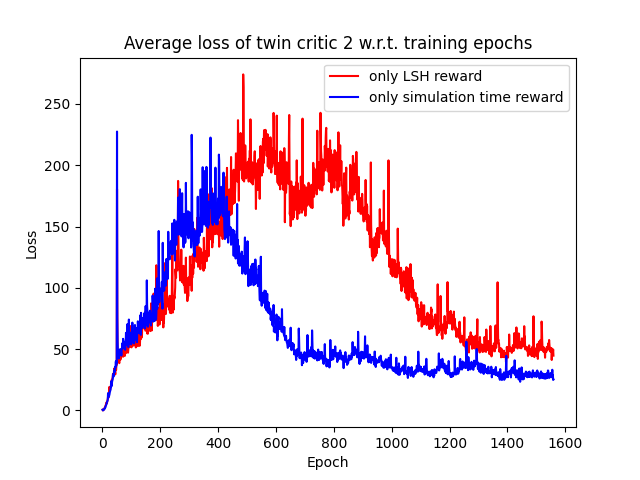 Average loss of twin critic 2 w.r.t. training epochs
only LSH reward
only simulation time reward
Loss
250
200
150
100
50
0
0 200 400 600 800 1000 1200 1400 1600
Epoch